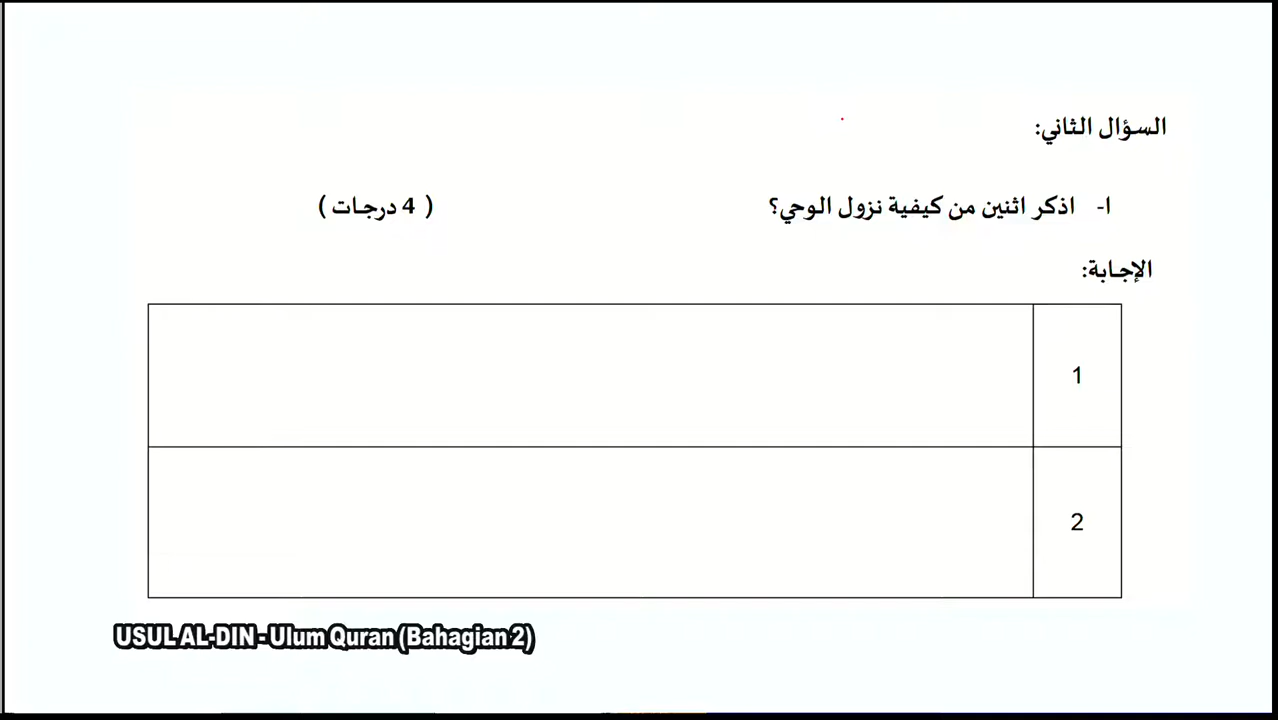 السؤال الثاني:
ا- اذكر اثنين من كيفية نزول الوحي؟ ( 4 درجات )
الإجابة:
1
2
USUL AL-DIN - Ulum Quran (Bahagian 2)